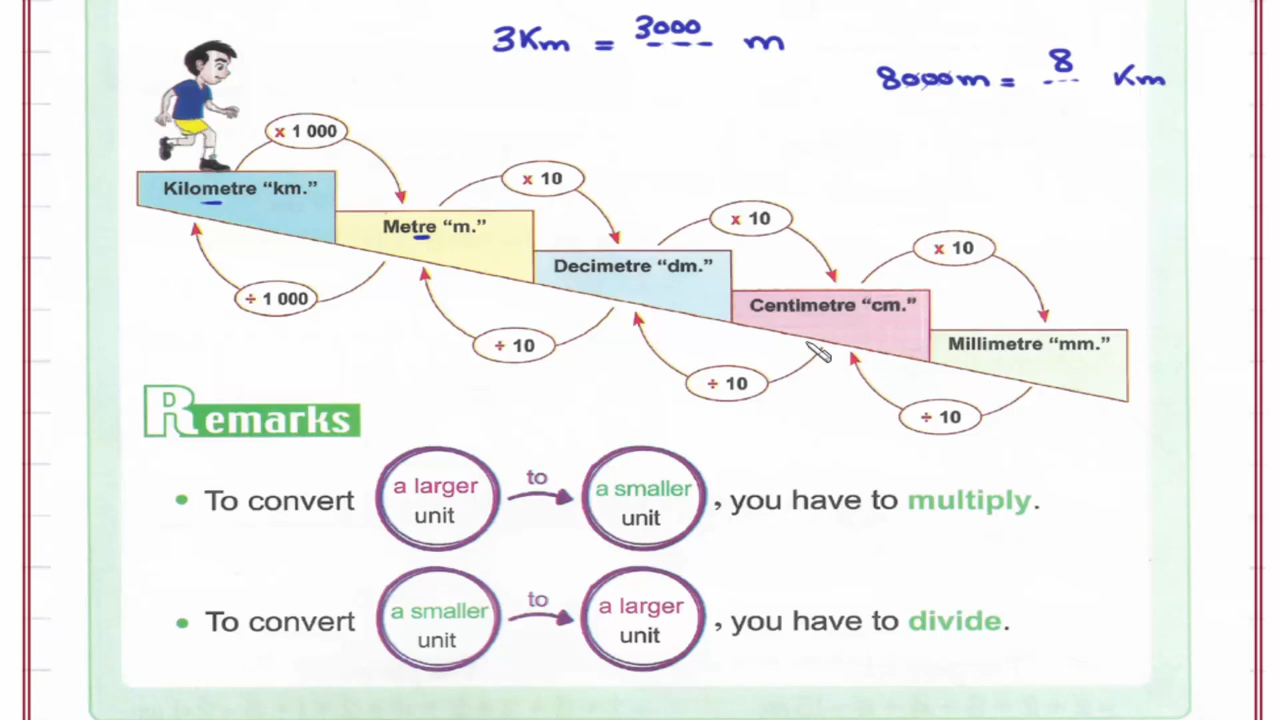 3Km = 3000 m
8000m = 8 Km
x 1 000
x 10
x 10
x 10
Kilometre “km.”
Metre “m.”
Decimetre “dm.”
Centimetre “cm.”
Millimetre “mm.”
÷ 1 000
÷ 10
÷ 10
÷ 10
Remarks
• To convert a larger unit to a smaller unit , you have to multiply.
• To convert a smaller unit to a larger unit , you have to divide.